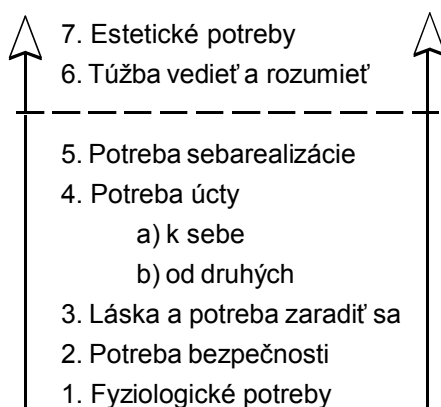 7. Estetické potreby
6. Túžba vedieť a rozumieť
5. Potreba sebarealizácie
4. Potreba úcty
a) k sebe
b) od druhých
3. Láska a potreba zaradiť sa
2. Potreba bezpečnosti
1. Fyziologické potreby